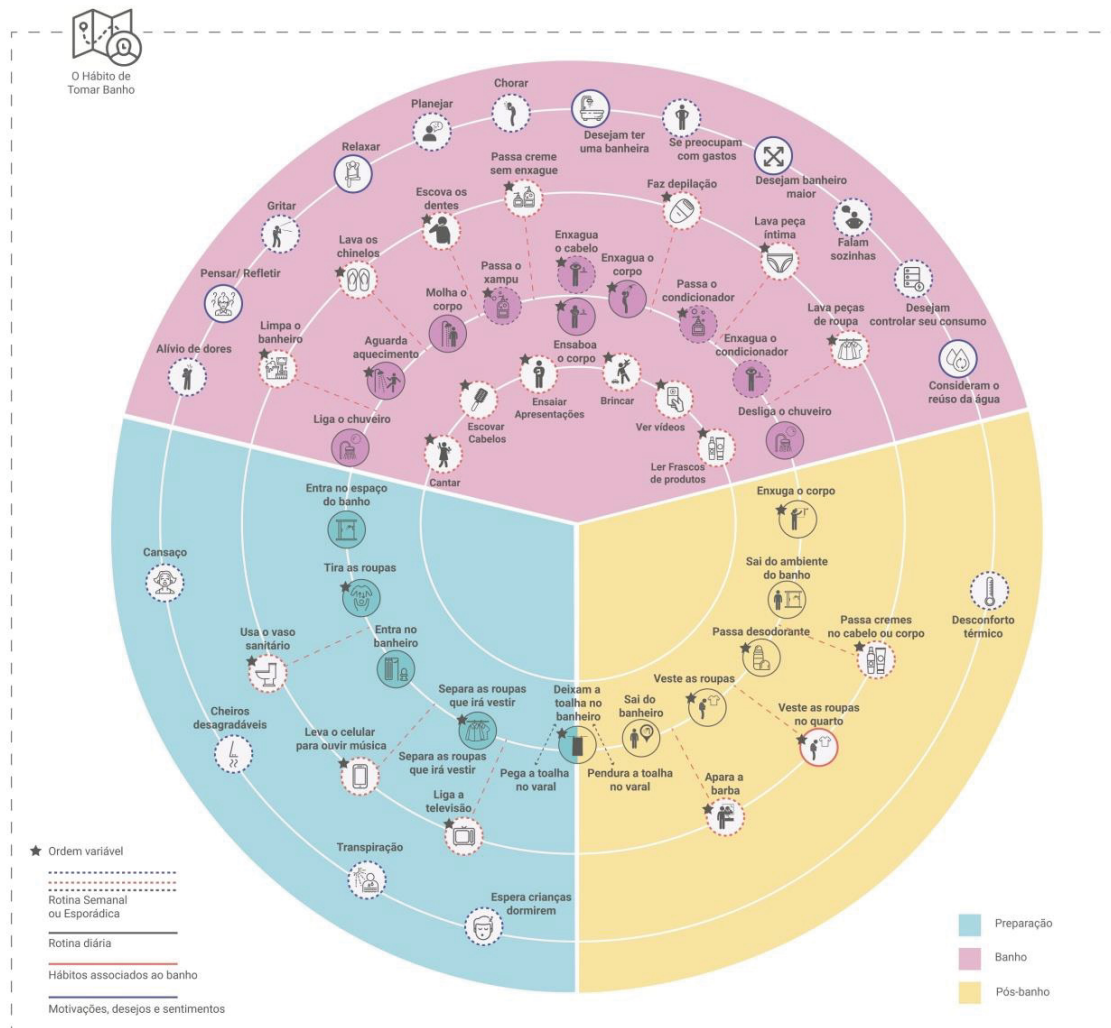 O Hábito de
Tomar Banho
Chorar
Planejar
Relaxar
Gritar
Pensar/ Refletir
Alívio de dores
Desejam ter
uma banheira
Se preocupam
com gastos
Desejam banheiro
maior
Falam
sozinhas
Desejam
controlar seu consumo
Consideram o
reúso da água
Passa creme
sem enxague
Escova os
dentes
Lava os
chinelos
Limpa o
banheiro
Faz depilação
Lava peça
íntima
Lava peças
de roupa
Enxagua
o cabelo
Enxagua o
corpo
Passa o
xampu
Molha o
corpo
Aguarda
aquecimento
Liga o chuveiro
Ensaboa
o corpo
Passa o
condicionador
Enxagua o
condicionador
Desliga o chuveiro
Ensaiar
Apresentações
Brincar
Escovar
Cabelos
Ver vídeos
Cantar
Ler Frascos
de produtos
Entra no espaço
do banho
Tira as roupas
Entra no
banheiro
Separa as roupas
que irá vestir
Separa as roupas
que irá vestir
Cansaço
Usa o vaso
sanitário
Cheiros
desagradáveis
Leva o celular
para ouvir música
Liga a
televisão
Transpiração
Espera crianças
dormirem
Deixam a
toalha no
banheiro
Pega a toalha
no varal
Pendura a toalha
no varal
Enxuga o corpo
Sai do ambiente
do banho
Passa desodorante
Veste as roupas
Sai do
banheiro
Passa cremes
no cabelo ou corpo
Desconforto
térmico
Veste as roupas
no quarto
Apara a
barba
Ordem variável
Rotina Semanal
ou Esporádica
Rotina diária
Hábitos associados ao banho
Motivações, desejos e sentimentos
Preparação
Banho
Pós-banho